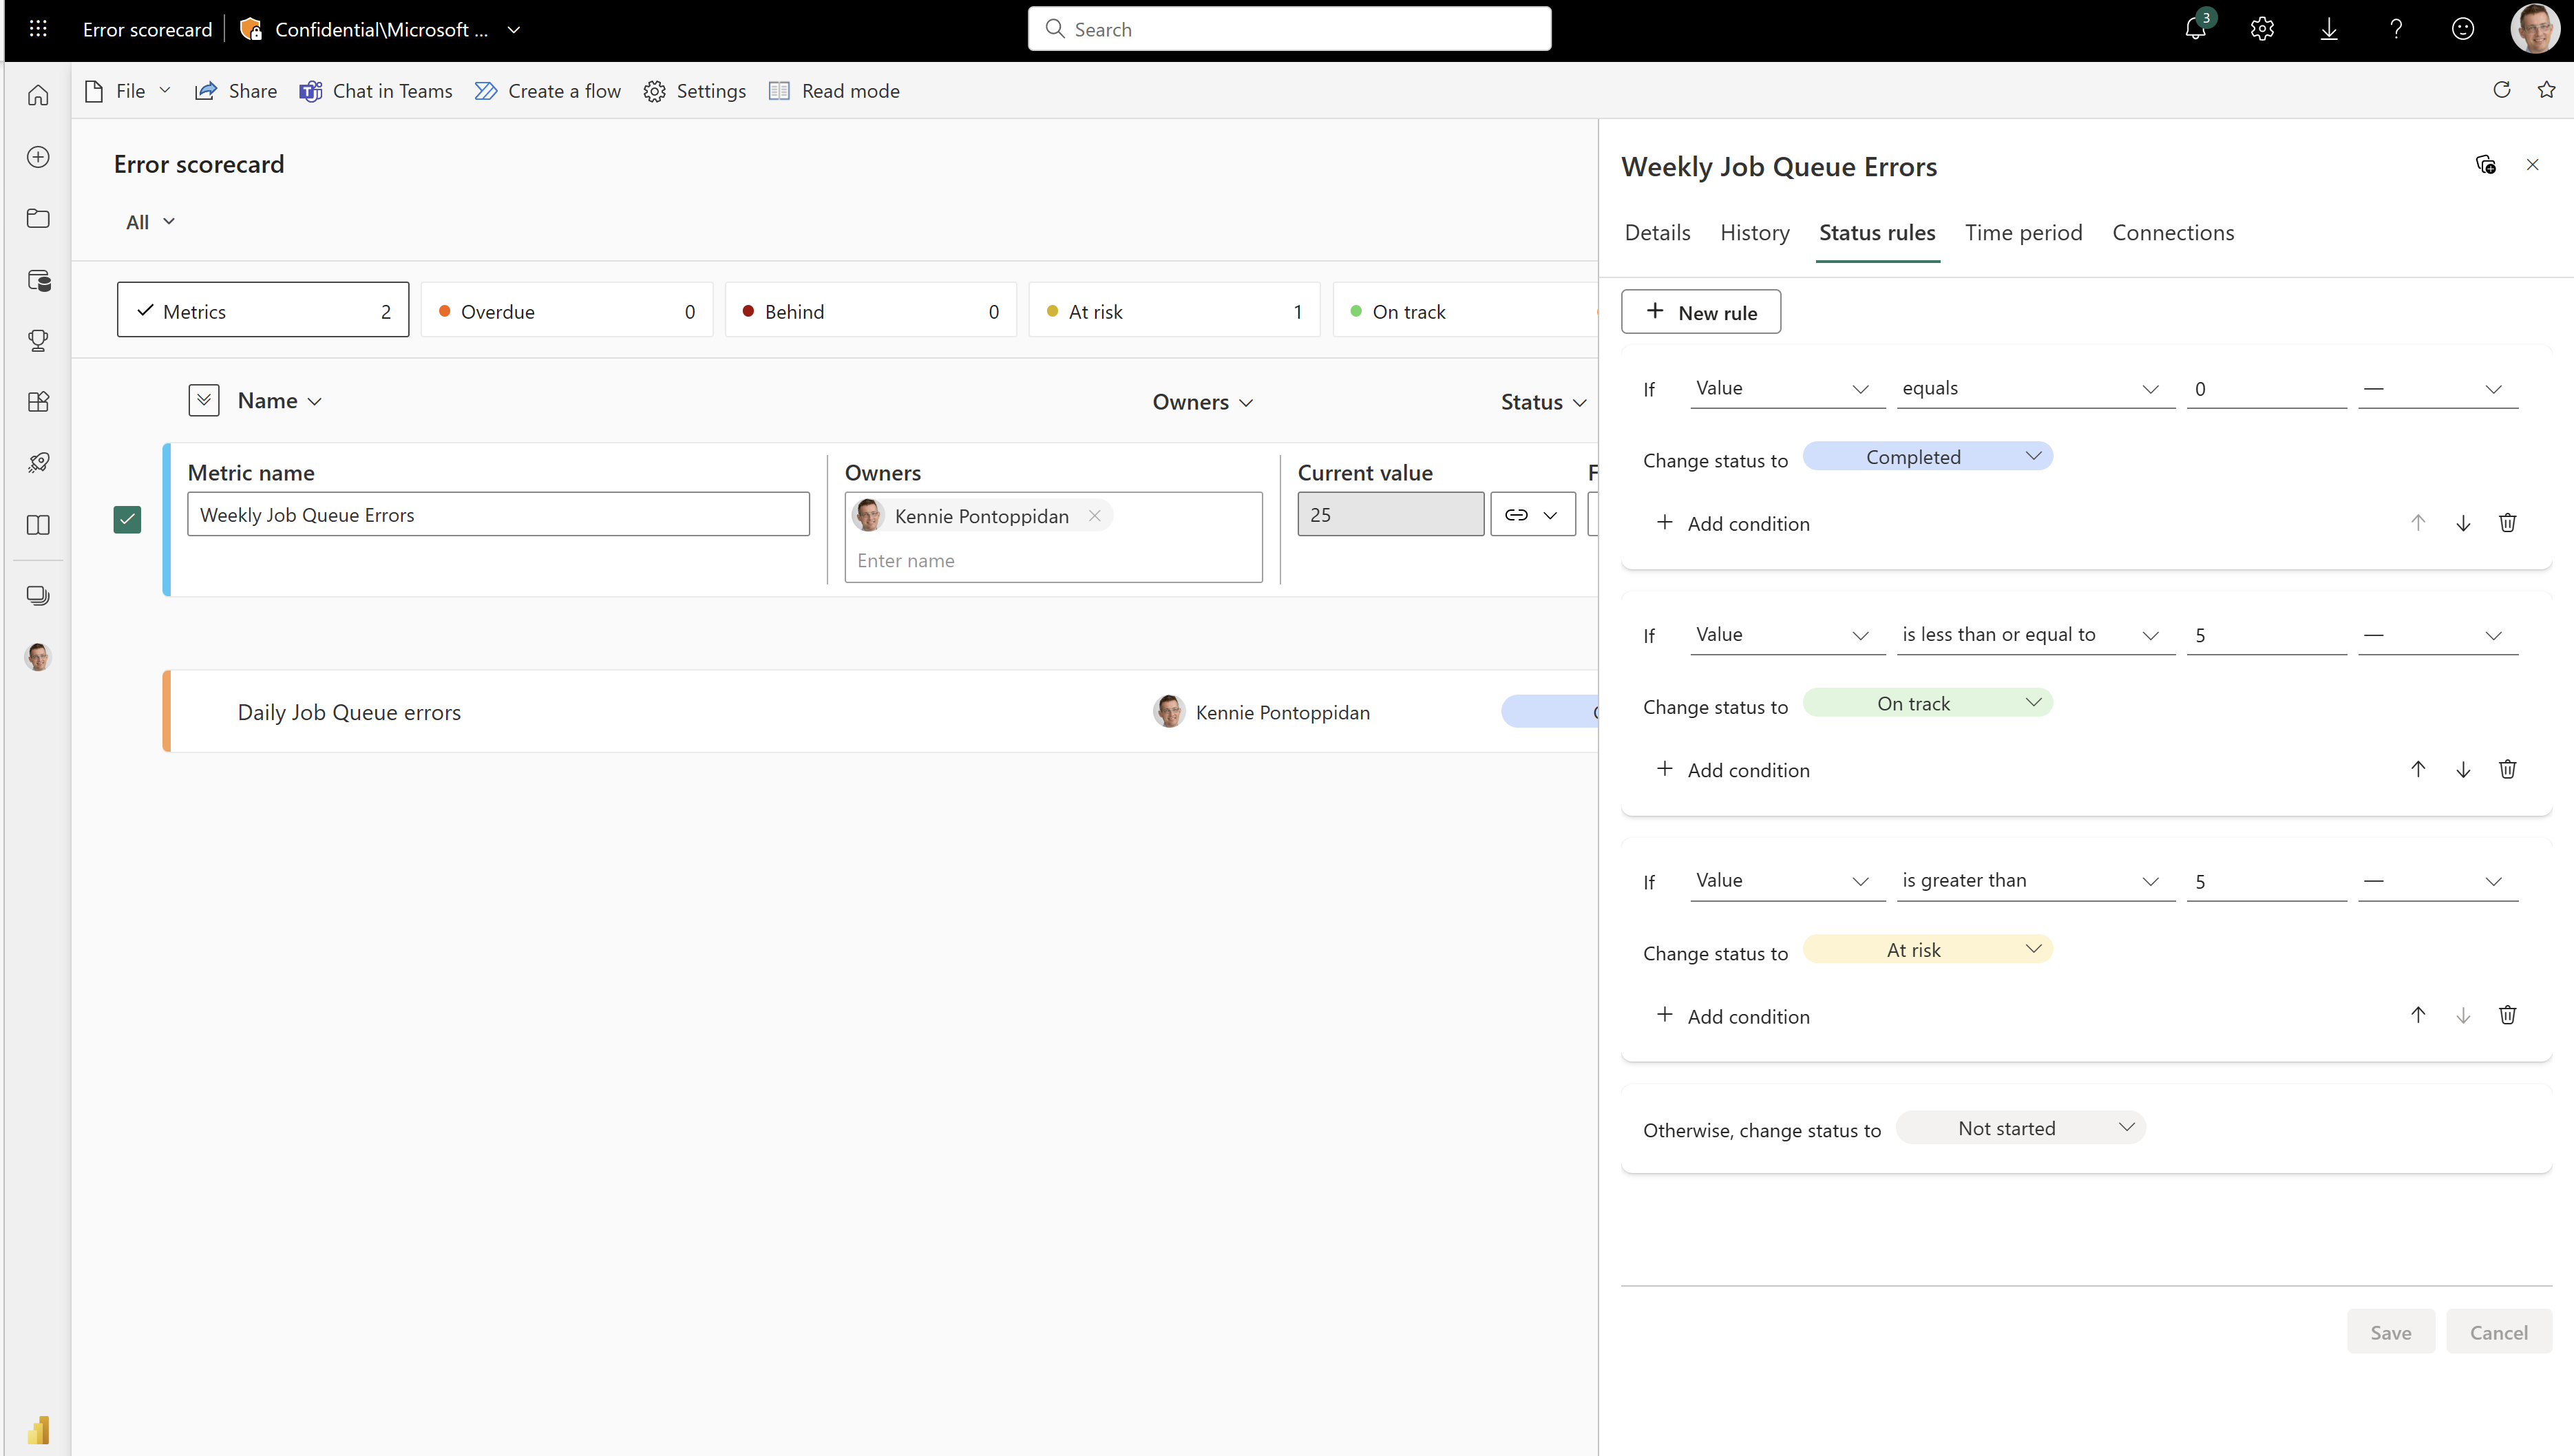 Error scorecard
Confidential\Microsoft ...
Search
3
File
Share
Chat in Teams
Create a flow
Settings
Read mode
Error scorecard
All
Metrics 2
Overdue 0
Behind 0
At risk 1
On track
Name
Owners
Status
Metric name
Owners
Current value
Weekly Job Queue Errors
Kennie Pontoppidan
Enter name
25
Daily Job Queue errors
Kennie Pontoppidan
Weekly Job Queue Errors
Details
History
Status rules
Time period
Connections
New rule
If Value equals 0 —
Change status to Completed
Add condition
If Value is less than or equal to 5 —
Change status to On track
Add condition
If Value is greater than 5 —
Change status to At risk
Add condition
Otherwise, change status to Not started
Save
Cancel